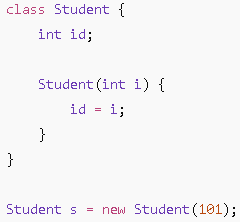 class Student {
    int id;

    Student(int i) {
        id = i;
    }
}

Student s = new Student(101);